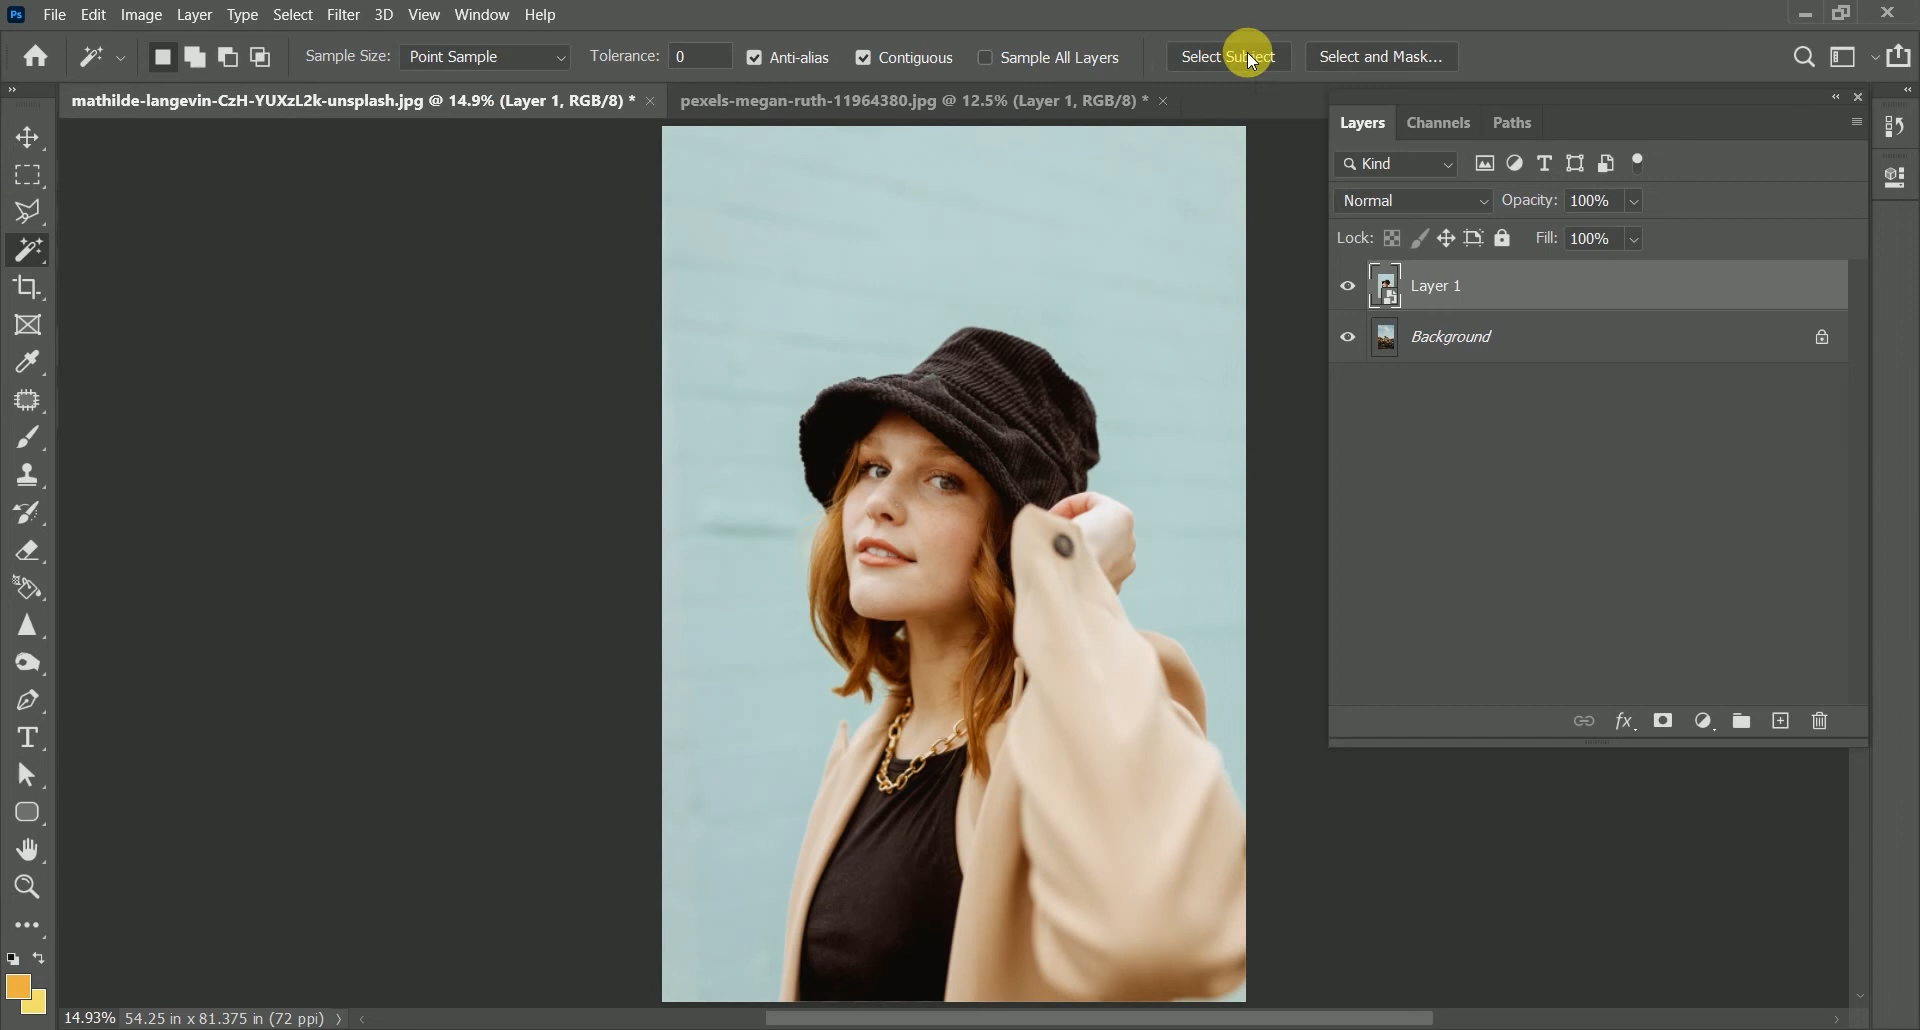 Ps File Edit Image Layer Type Select Filter 3D View Window Help
Sample Size: Point Sample Tolerance: 0 Anti-alias Contiguous Sample All Layers Select Subject Select and Mask...
mathilde-langevin-CzH-YUXzL2k-unsplash.jpg @ 14.9% (Layer 1, RGB/8) * × pexels-megan-ruth-11964380.jpg @ 12.5% (Layer 1, RGB/8) * ×
Layers Channels Paths
Kind
Normal Opacity: 100%
Lock: Fill: 100%
Layer 1
Background
fx
14.93% 54.25 in x 81.375 in (72 ppi)